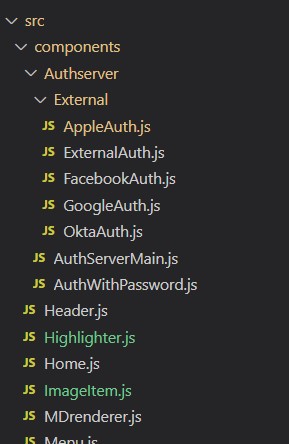 src
components
Authserver
External
JS AppleAuth.js
JS ExternalAuth.js
JS FacebookAuth.js
JS GoogleAuth.js
JS OktaAuth.js
JS AuthServerMain.js
JS AuthWithPassword.js
JS Header.js
JS Highlighter.js
JS Home.js
JS ImageItem.js
JS MDrenderer.js
JS Menu.js